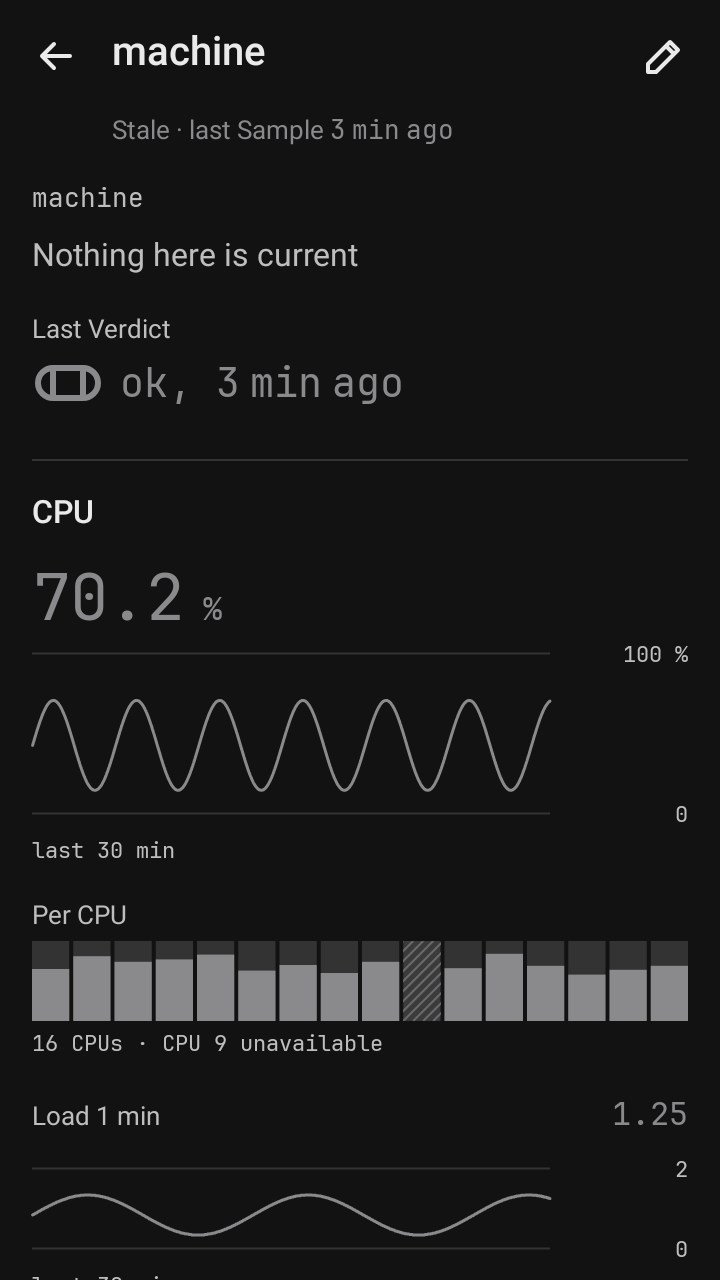 machine
Stale · last Sample 3 min ago
machine
Nothing here is current
Last Verdict
ok, 3 min ago
CPU
70.2 %
100 %
0
last 30 min
Per CPU
16 CPUs · CPU 9 unavailable
Load 1 min 1.25
2
0